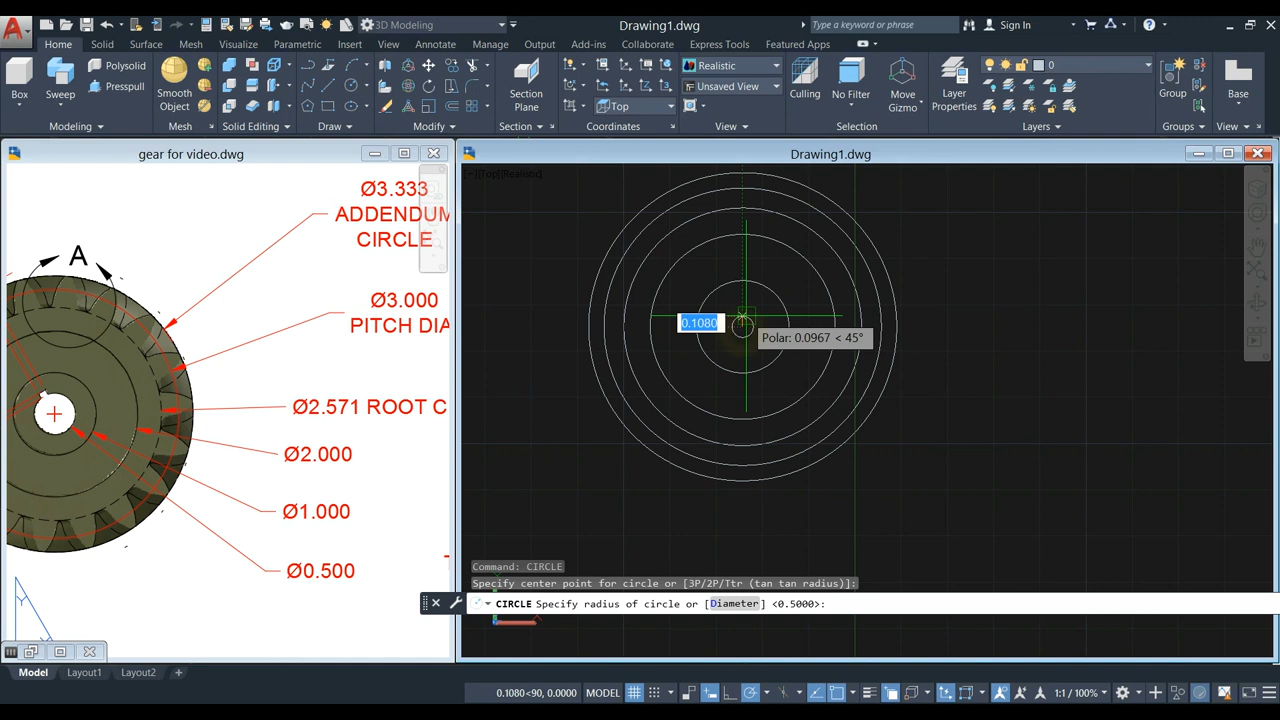 3D Modeling
Drawing1.dwg
Type a keyword or phrase
Sign In
Home Solid Surface Mesh Visualize Parametric Insert View Annotate Manage Output Add-ins Collaborate Express Tools Featured Apps
Box
Sweep
Polysolid
Presspull
Smooth
Object
Section
Plane
Realistic
Unsaved View
Top
Culling
No Filter
Move
Gizmo
Layer
Properties
0
Group
Base
Modeling
Mesh
Solid Editing
Draw
Modify
Section
Coordinates
View
Selection
Layers
Groups
View
gear for video.dwg
Drawing1.dwg
[−][Top][Realistic]
Ø3.333
ADDENDUM
CIRCLE
A
Ø3.000
PITCH DIA
Ø2.571 ROOT C
Ø2.000
Ø1.000
Ø0.500
Y
X
0.1080
Polar: 0.0967 < 45°
Command: CIRCLE
Specify center point for circle or [3P/2P/Ttr (tan tan radius)]:
CIRCLE Specify radius of circle or [Diameter] <0.5000>:
Model Layout1 Layout2 +
0.1080<90, 0.0000 MODEL
1:1 / 100%